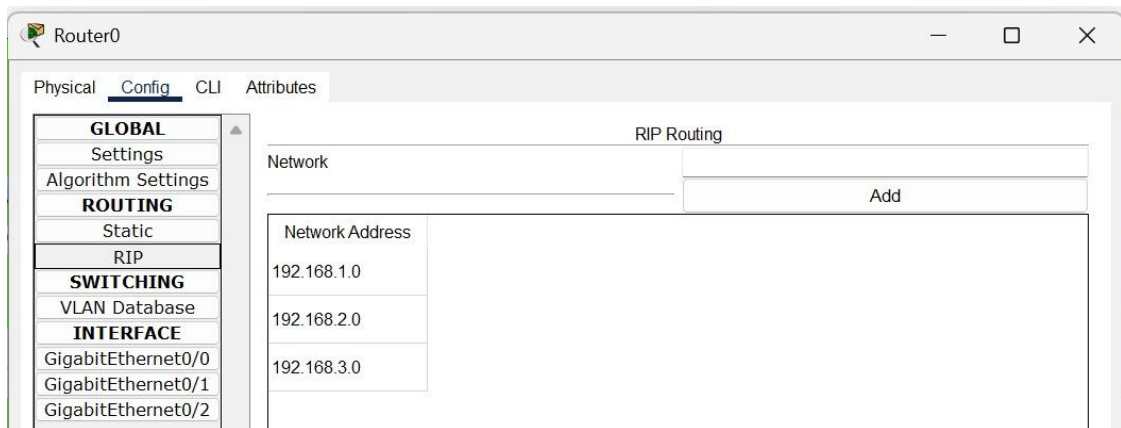 Router0
Physical Config CLI Attributes
GLOBAL
Settings
Algorithm Settings
ROUTING
Static
RIP
SWITCHING
VLAN Database
INTERFACE
GigabitEthernet0/0
GigabitEthernet0/1
GigabitEthernet0/2
RIP Routing
Network
Add
Network Address
192.168.1.0
192.168.2.0
192.168.3.0